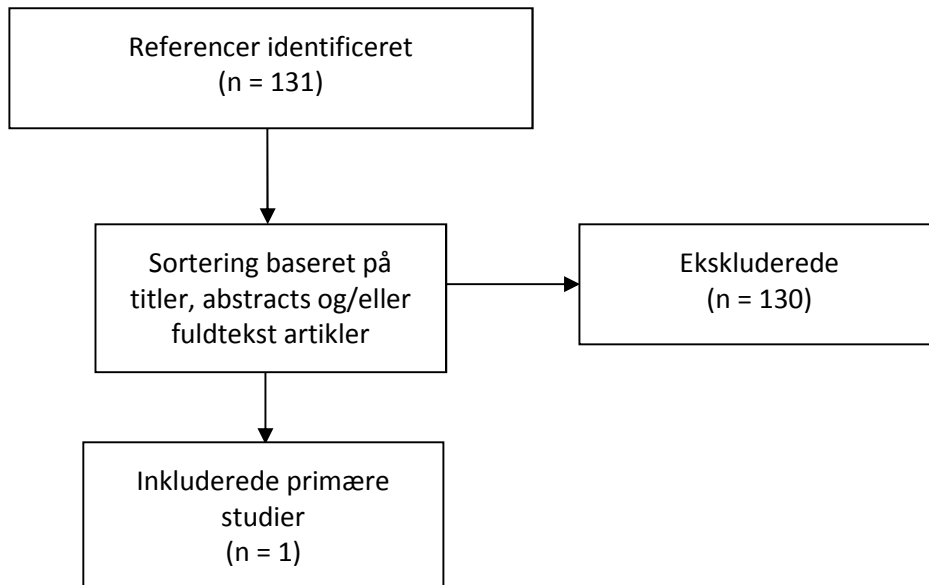 Referencer identificeret
(n = 131)
Sortering baseret på
titler, abstracts og/eller
fuldtekst artikler
Ekskluderede
(n = 130)
Inkluderede primære
studier
(n = 1)